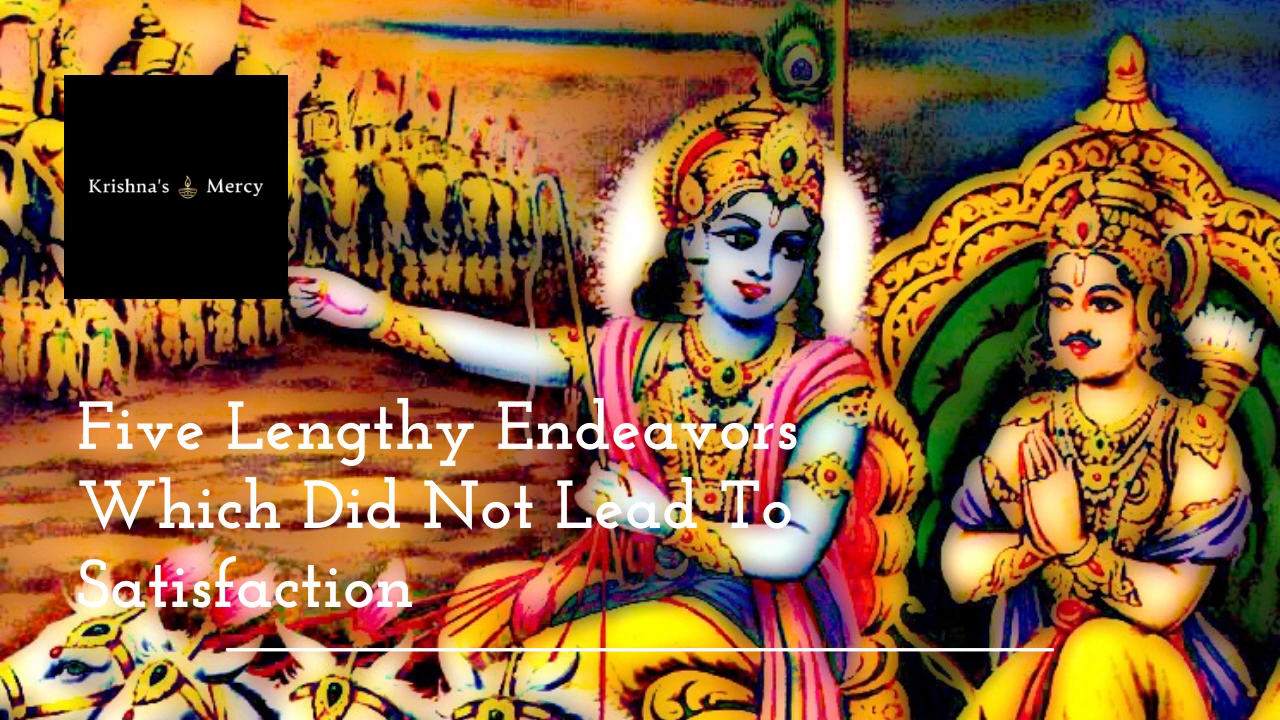 Krishna's Mercy
Five Lengthy Endeavors
Which Did Not Lead To
Satisfaction